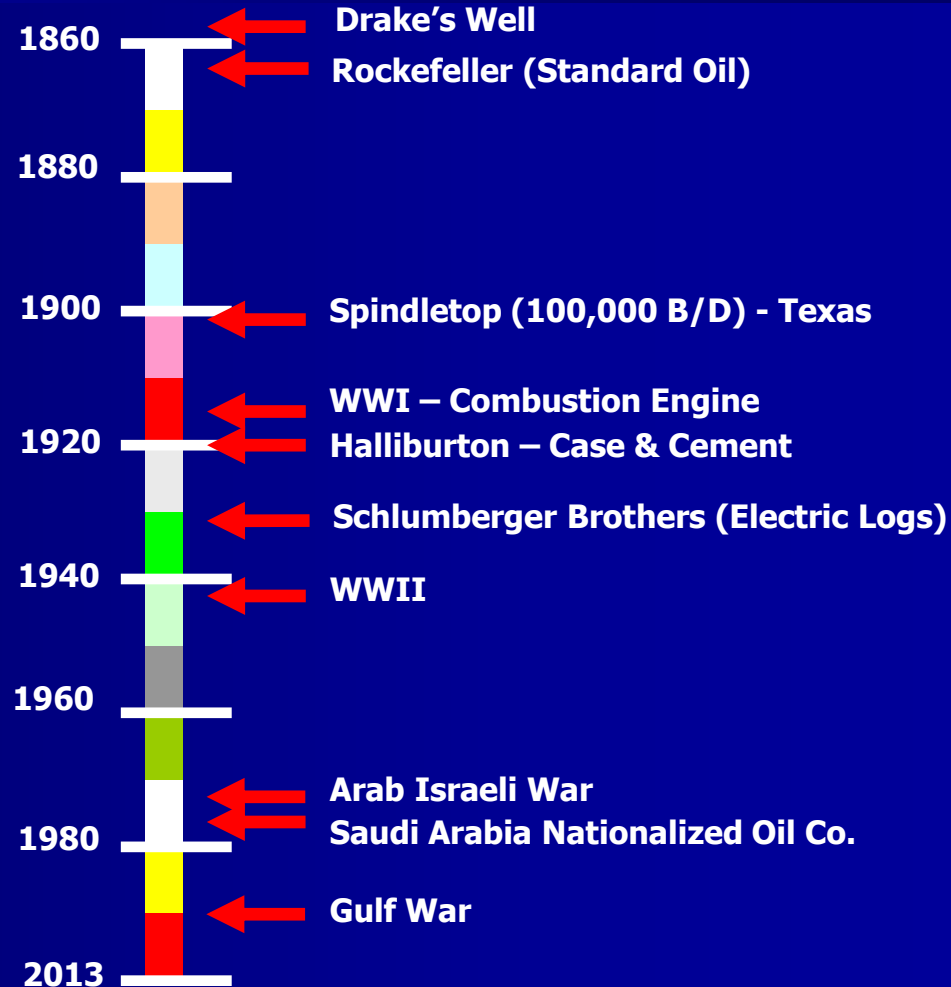 Drake’s Well
1860
Rockefeller (Standard Oil)
1880
1900
Spindletop (100,000 B/D) - Texas
WWI – Combustion Engine
1920
Halliburton – Case & Cement
Schlumberger Brothers (Electric Logs)
1940
WWII
1960
Arab Israeli War
1980
Saudi Arabia Nationalized Oil Co.
Gulf War
2013